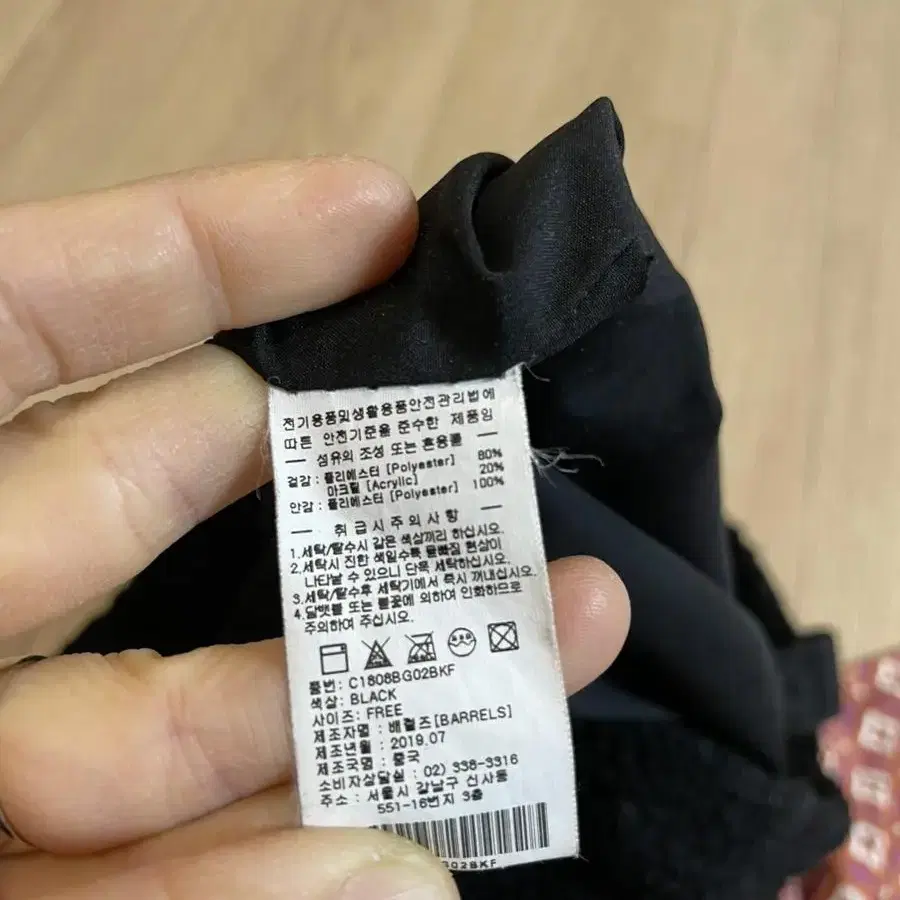 전기용품및생활용품안전관리법에
따른 안전기준을 준수한 제품임
— 섬유의 조성 또는 혼용률 —
겉감 : 폴리에스터 [Polyester] 80%
아크릴 [Acrylic] 20%
안감 : 폴리에스터 [Polyester] 100%
— 취급시주의사항 —
1.세탁/탈수시 같은 색상끼리 하십시오.
2.세탁시 진한 색일수록 물빠짐 현상이
나타날 수 있으니 단독 세탁하십시오.
3.세탁/탈수후 세탁기에서 즉시 꺼내십시오.
4.담뱃불 또는 불꽃에 의하여 인화하므로
주의하여 주십시오.
품번: C1808BG02BKF
색상: BLACK
사이즈: FREE
제조자명 : 배럴즈[BARRELS]
제조년월 : 2019.07
제조국명 : 중국
소비자상담실 : 02) 338-3316
주소 : 서울시 강남구 신사동
551-16번지 3층
G02BKF